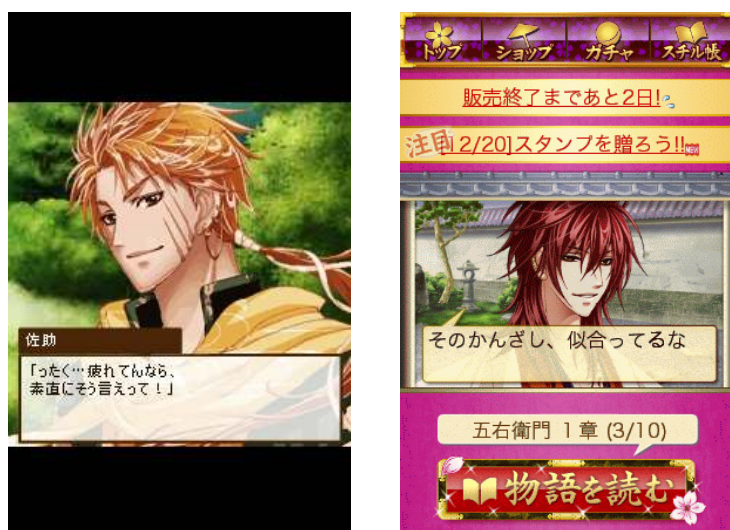 佐助
「ったく…疲れてんなら、
素直にそう言えって！」
トップ
ショップ
ガチャ
スチル帳
販売終了まであと2日!
注目
[12/20]スタンプを贈ろう!!
NEW
そのかんざし、似合ってるな
五右衛門 1章 (3/10)
物語を読む